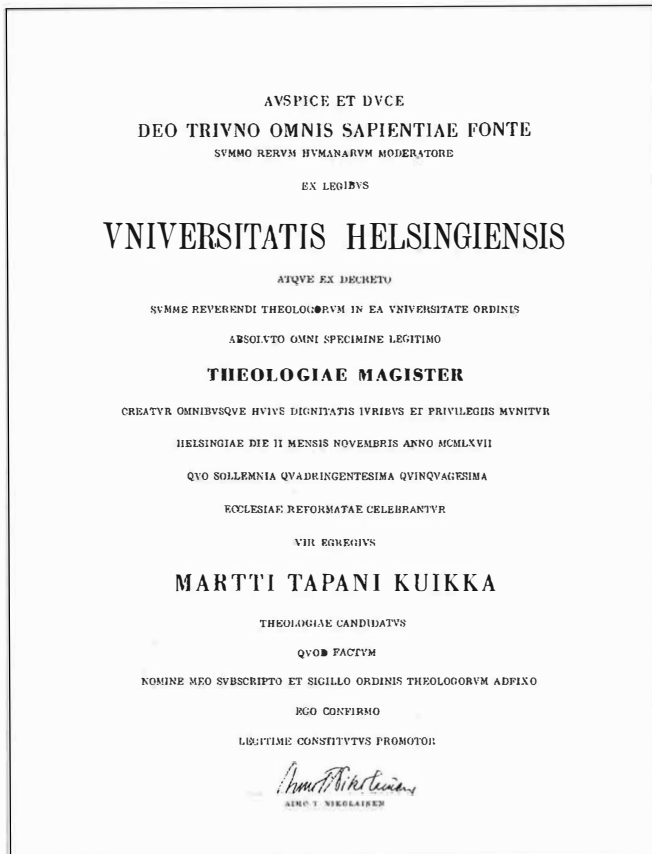 AVSPICE ET DVCE
DEO TRIVNO OMNIS SAPIENTIAE FONTE
SVMMO RERVM HVMANARVM MODERATORE
EX LEGIBVS
VNIVERSITATIS HELSINGIENSIS
ATQVE EX DECRETO
SVMME REVERENDI THEOLOGORVM IN EA VNIVERSITATE ORDINIS
ABSOLVTO OMNI SPECIMINE LEGITIMO
THEOLOGIAE MAGISTER
CREATVR OMNIBVSQVE HVIVS DIGNITATIS IVRIBVS ET PRIVILEGIIS MVNITVR
HELSINGIAE DIE II MENSIS NOVEMBRIS ANNO MCMLXVII
QVO SOLLEMNIA QVADRINGENTESIMA QVINQVAGESIMA
ECCLESIAE REFORMATAE CELEBRANTVR
VIR EGREGIVS
MARTTI TAPANI KUIKKA
THEOLOGIAE CANDIDATVS
QVOD FACTVM
NOMINE MEO SVBSCRIPTO ET SIGILLO ORDINIS THEOLOGORVM ADFIXO
EGO CONFIRMO
LEGITIME CONSTITVTVS PROMOTOR
Aimo T. Nikolainen
AIMO T. NIKOLAINEN